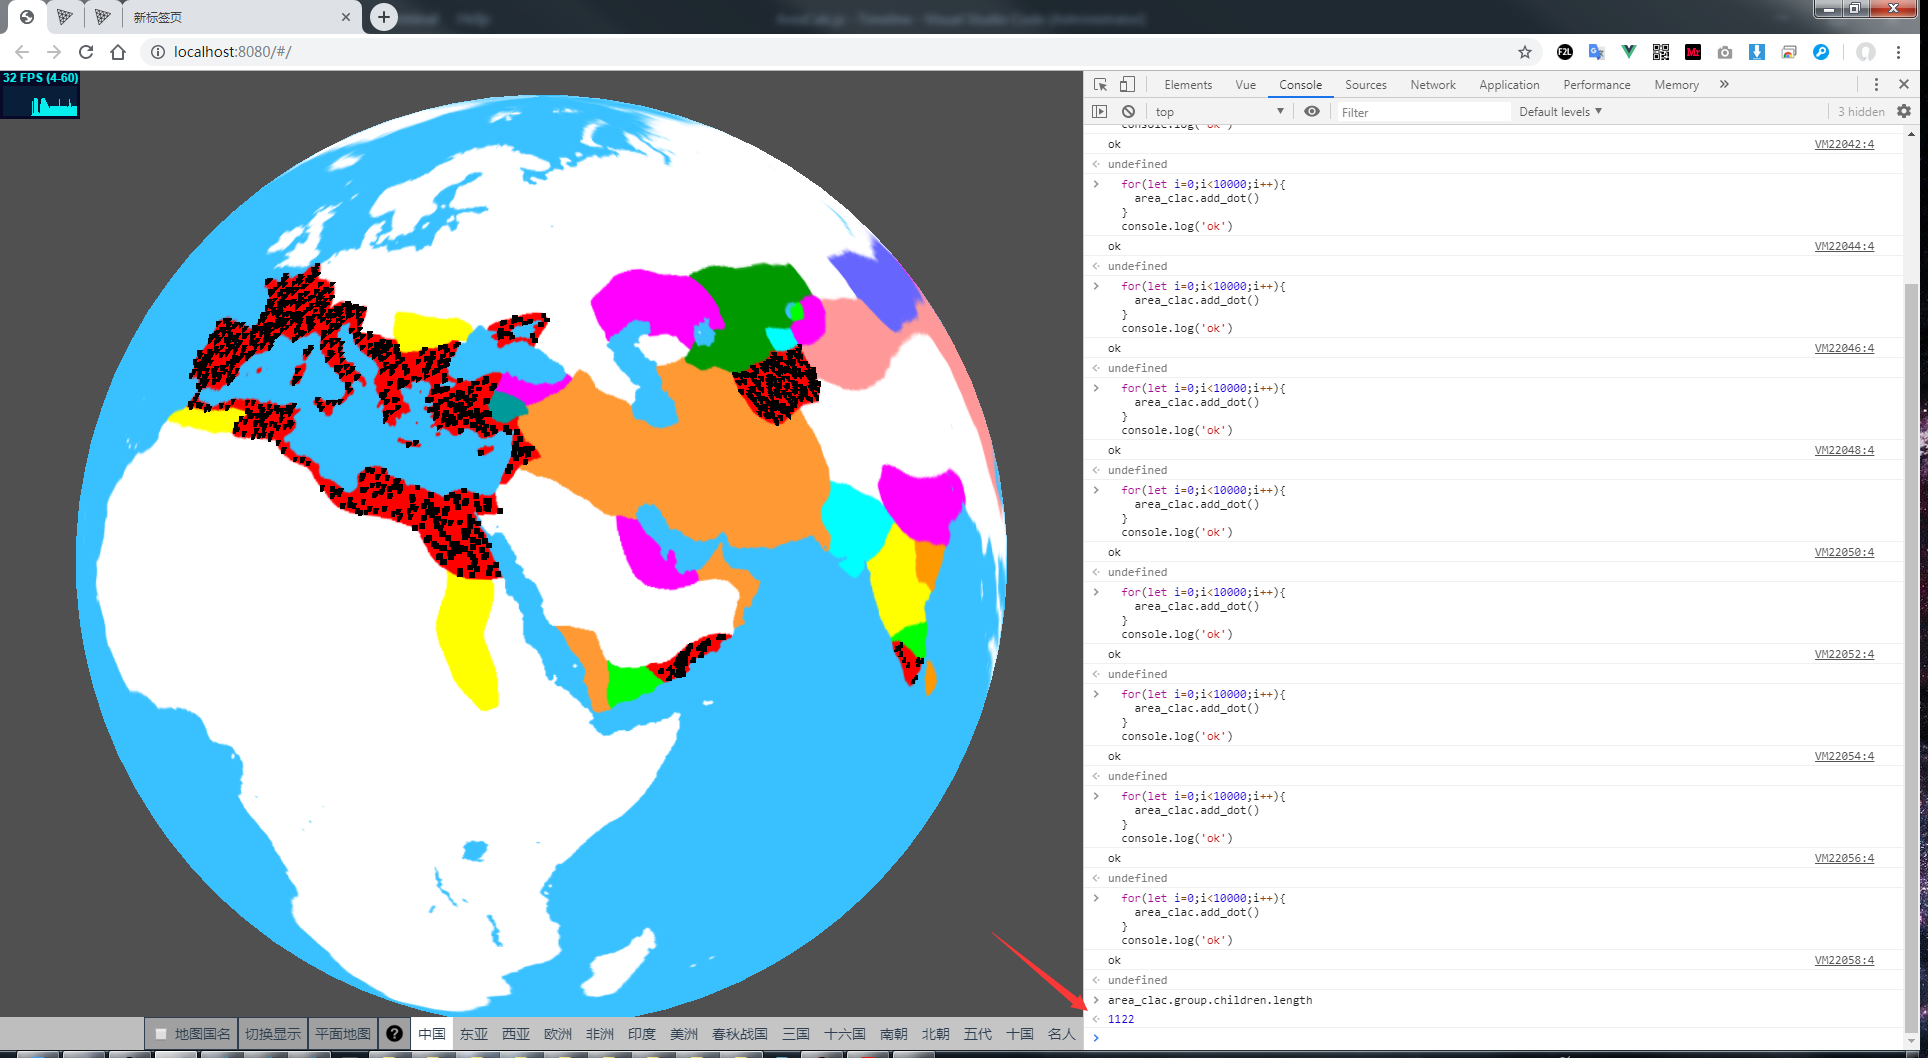 新标签页
Help
localhost:8080/#/
32 FPS (4-60)
Elements Vue Console Sources Network Application Performance Memory
top Filter Default levels 3 hidden
console.log('ok')
ok VM22042:4
undefined
for(let i=0;i<10000;i++){
area_clac.add_dot()
}
console.log('ok')
ok VM22044:4
undefined
for(let i=0;i<10000;i++){
area_clac.add_dot()
}
console.log('ok')
ok VM22046:4
undefined
for(let i=0;i<10000;i++){
area_clac.add_dot()
}
console.log('ok')
ok VM22048:4
undefined
for(let i=0;i<10000;i++){
area_clac.add_dot()
}
console.log('ok')
ok VM22050:4
undefined
for(let i=0;i<10000;i++){
area_clac.add_dot()
}
console.log('ok')
ok VM22052:4
undefined
for(let i=0;i<10000;i++){
area_clac.add_dot()
}
console.log('ok')
ok VM22054:4
undefined
for(let i=0;i<10000;i++){
area_clac.add_dot()
}
console.log('ok')
ok VM22056:4
undefined
for(let i=0;i<10000;i++){
area_clac.add_dot()
}
console.log('ok')
ok VM22058:4
undefined
area_clac.group.children.length
1122
地图国名 切换显示 平面地图 ? 中国 东亚 西亚 欧洲 非洲 印度 美洲 春秋战国 三国 十六国 南朝 北朝 五代 十国 名人